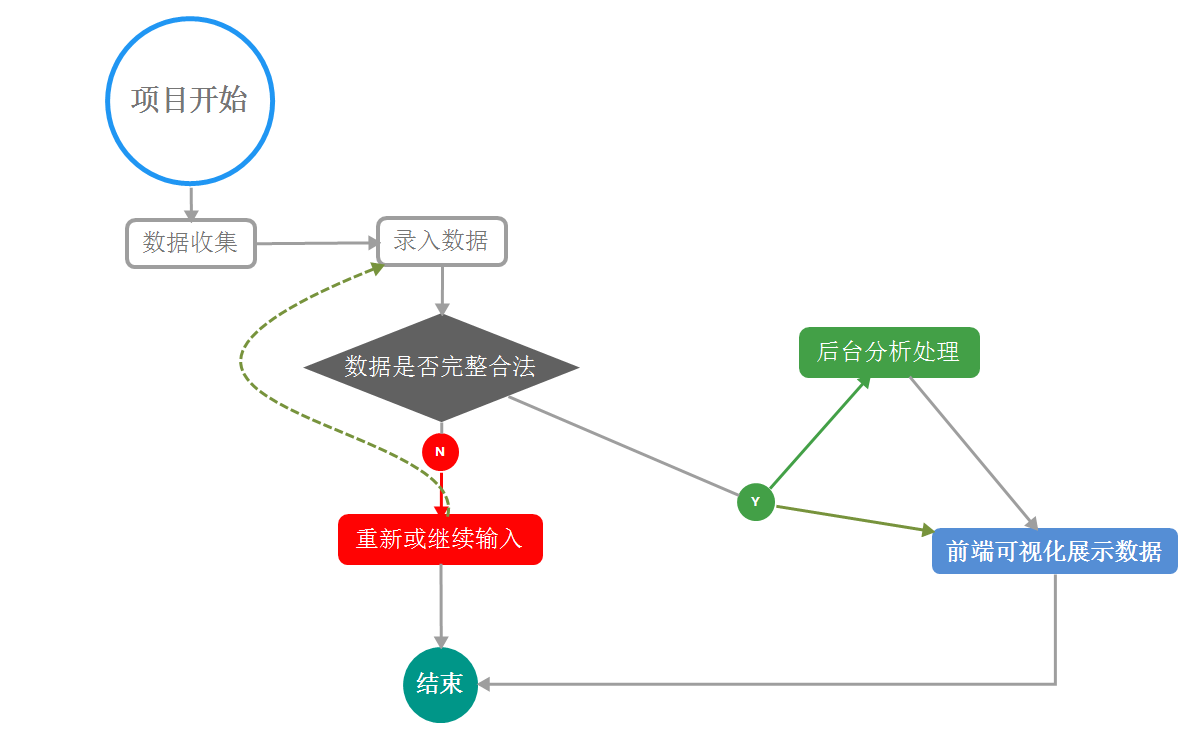 项目开始
数据收集
录入数据
数据是否完整合法
后台分析处理
N
Y
重新或继续输入
前端可视化展示数据
结束